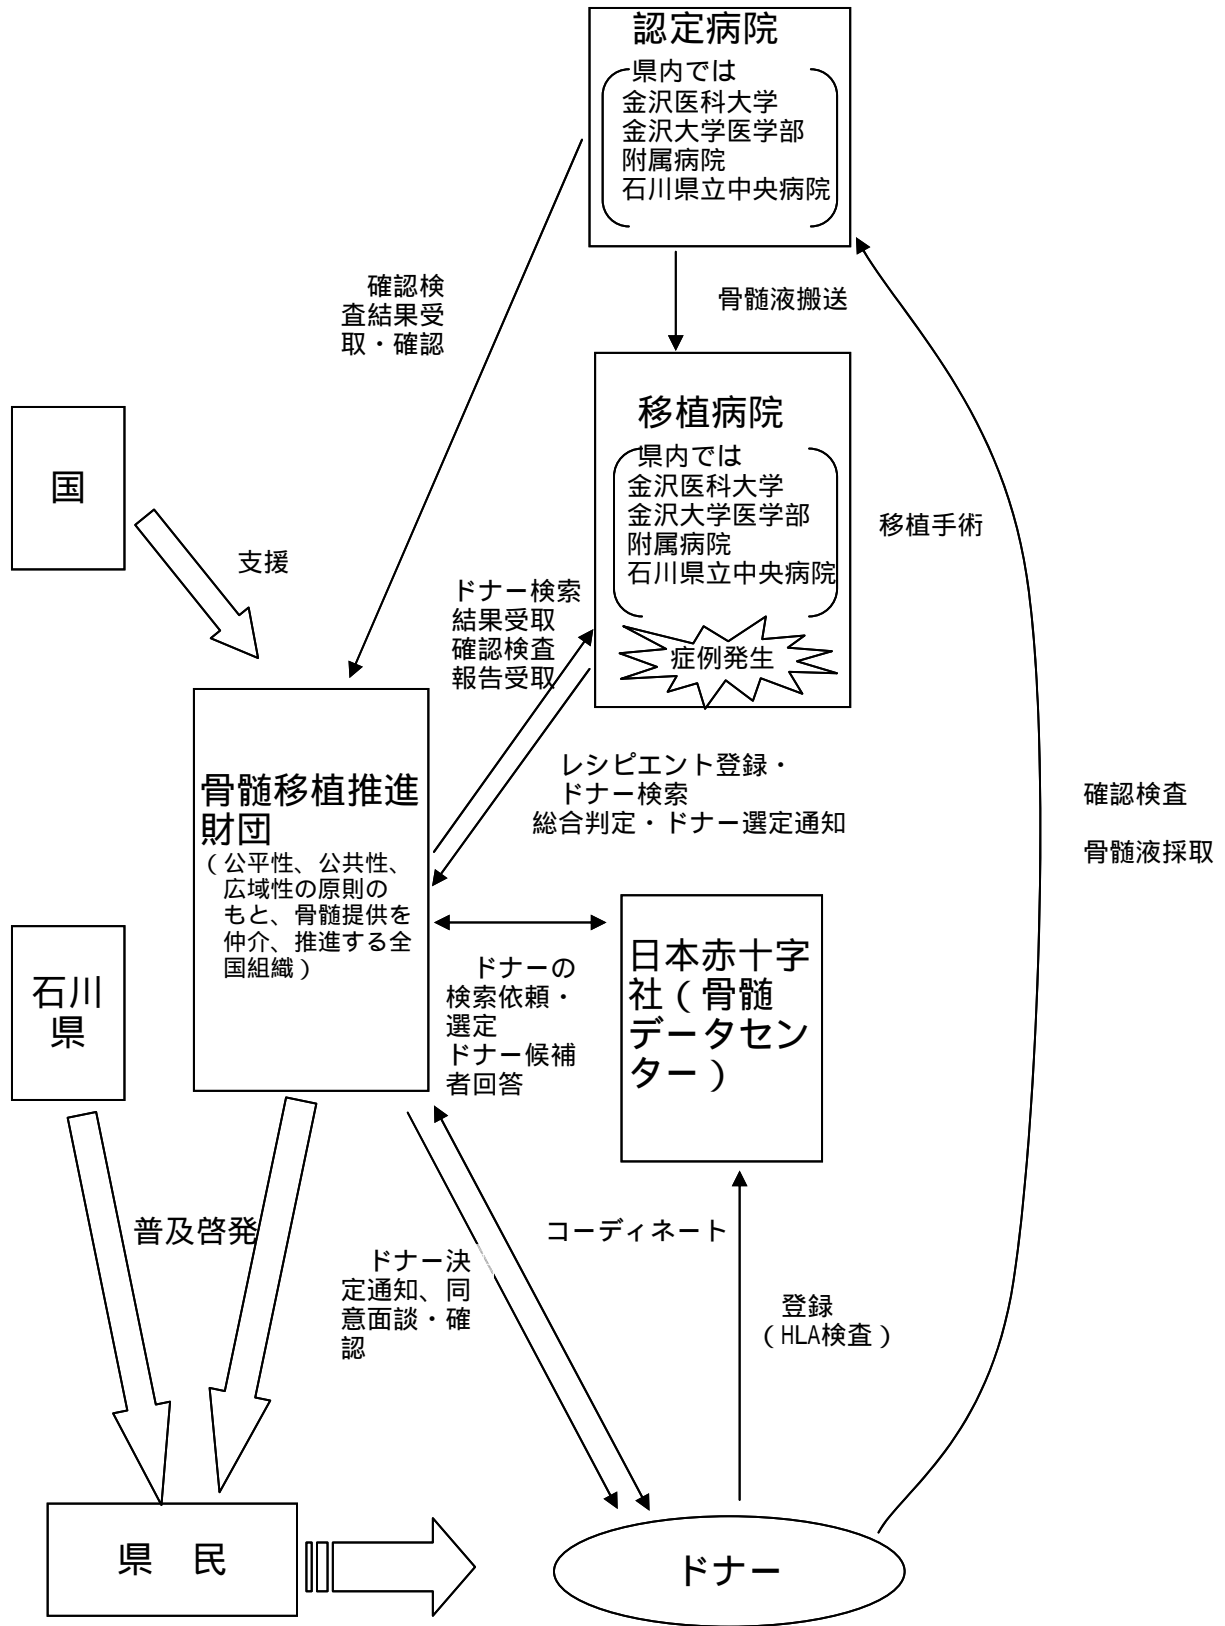 認定病院
県内では
金沢医科大学
金沢大学医学部
附属病院
石川県立中央病院
確認検
査結果受
取・確認
骨髄液搬送
移植病院
県内では
金沢医科大学
金沢大学医学部
附属病院
石川県立中央病院
症例発生
移植手術
国
支援
ドナー検索
結果受取
確認検査
報告受取
レシピエント登録・
ドナー検索
総合判定・ドナー選定通知
確認検査
骨髄液採取
骨髄移植推進
財団
（公平性、公共性、
広域性の原則の
もと、骨髄提供を
仲介、推進する全
国組織）
石川
県
ドナーの
検索依頼・
選定
ドナー候補
者回答
日本赤十字
社（骨髄
データセン
ター）
普及啓発
コーディネート
ドナー決
定通知、同
意面談・確
認
登録
（HLA検査）
県　民
ドナー